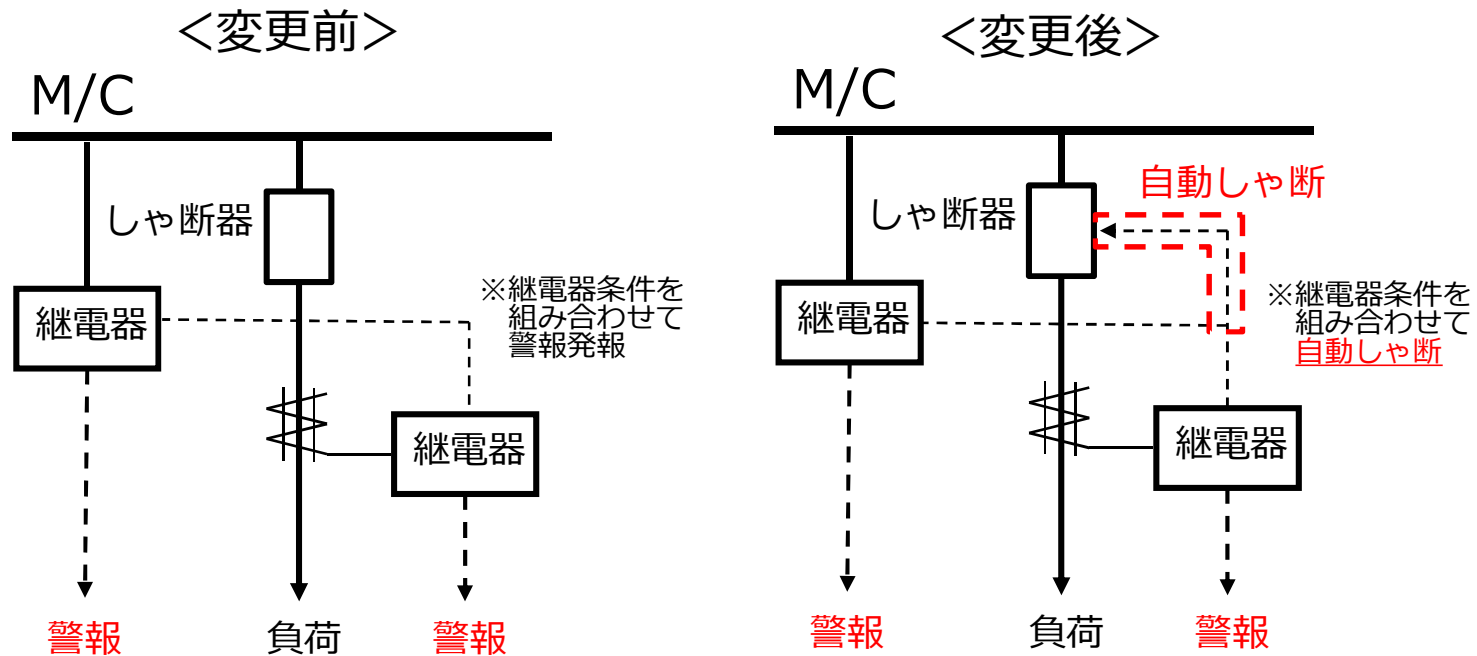 <変更前>
M/C
しゃ断器
継電器
※継電器条件を
組み合わせて
警報発報
継電器
警報
負荷
警報
<変更後>
M/C
自動しゃ断
しゃ断器
継電器
※継電器条件を
組み合わせて
自動しゃ断
継電器
警報
負荷
警報